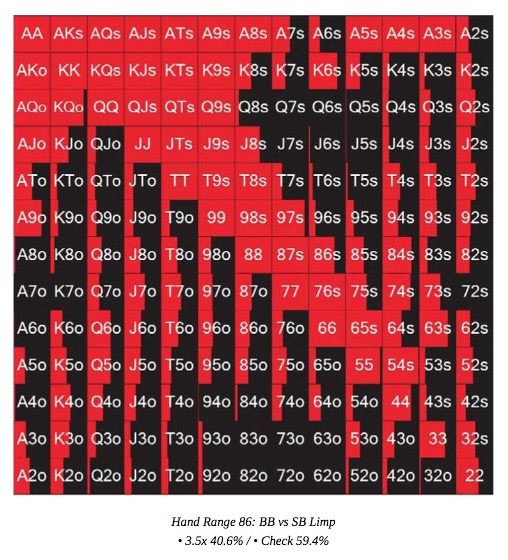 AA AKs AQs AJs ATs A9s A8s A7s A6s A5s A4s A3s A2s
AKo KK KQs KJs KTs K9s K8s K7s K6s K5s K4s K3s K2s
AQo KQo QQ QJs QTs Q9s Q8s Q7s Q6s Q5s Q4s Q3s Q2s
AJo KJo QJo JJ JTs J9s J8s J7s J6s J5s J4s J3s J2s
ATo KTo QTo JTo TT T9s T8s T7s T6s T5s T4s T3s T2s
A9o K9o Q9o J9o T9o 99 98s 97s 96s 95s 94s 93s 92s
A8o K8o Q8o J8o T8o 98o 88 87s 86s 85s 84s 83s 82s
A7o K7o Q7o J7o T7o 97o 87o 77 76s 75s 74s 73s 72s
A6o K6o Q6o J6o T6o 96o 86o 76o 66 65s 64s 63s 62s
A5o K5o Q5o J5o T5o 95o 85o 75o 65o 55 54s 53s 52s
A4o K4o Q4o J4o T4o 94o 84o 74o 64o 54o 44 43s 42s
A3o K3o Q3o J3o T3o 93o 83o 73o 63o 53o 43o 33 32s
A2o K2o Q2o J2o T2o 92o 82o 72o 62o 52o 42o 32o 22
Hand Range 86: BB vs SB Limp
• 3.5x 40.6% / • Check 59.4%